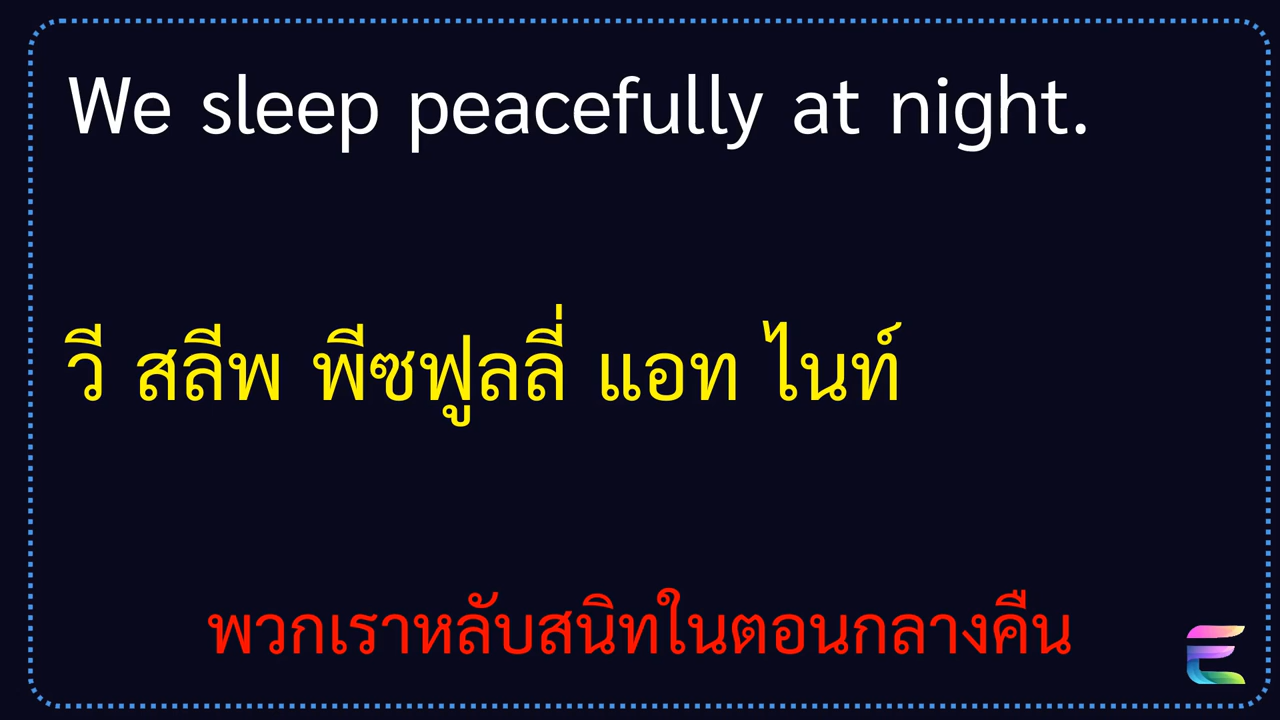 We sleep peacefully at night.
วี สลีพ พีซฟูลลี่ แอท ไนท์
พวกเราหลับสนิทในตอนกลางคืน